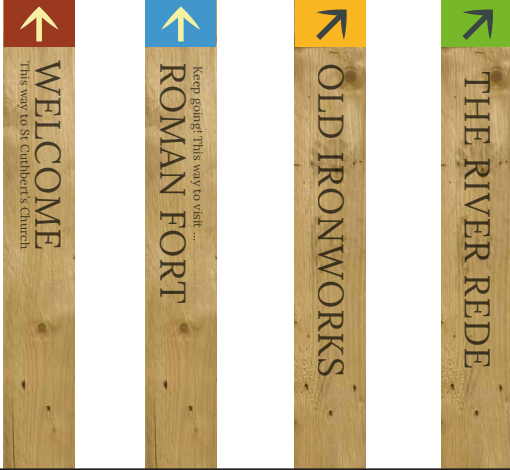 WELCOME
This way to St Cuthbert's Church
Keep going! This way to visit ...
ROMAN FORT
OLD IRONWORKS
THE RIVER REDE